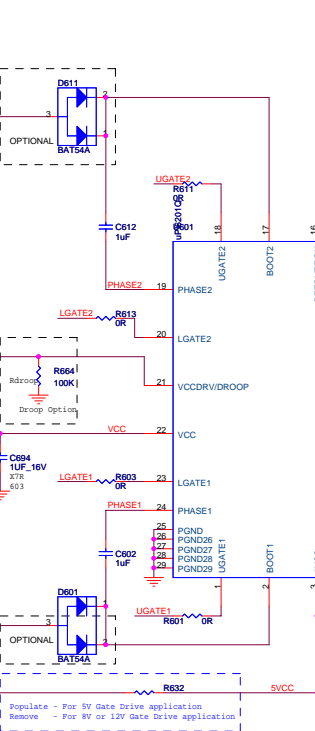 D611
2
3
1
OPTIONAL
BAT54A
UGATE2
R611
0R
U601
18
17
16
UGATE2
BOOT2
C612
1uF
PHASE2
19
PHASE2
LGATE2
R613
0R
20
LGATE2
R664
100K
Rdroop
Droop Option
21
VCCDRV/DROOP
VCC
22
VCC
C694
1UF_16V
X7R
603
LGATE1
R603
0R
23
LGATE1
PHASE1
24
PHASE1
25
PGND
26
PGND26
27
PGND27
28
PGND28
29
PGND29
UGATE1
BOOT1
C602
1uF
1
2
3
D601
1
3
2
OPTIONAL
BAT54A
UGATE1
R601
0R
R632
5VCC
Populate - For 5V Gate Drive application
Remove - For 8V or 12V Gate Drive application